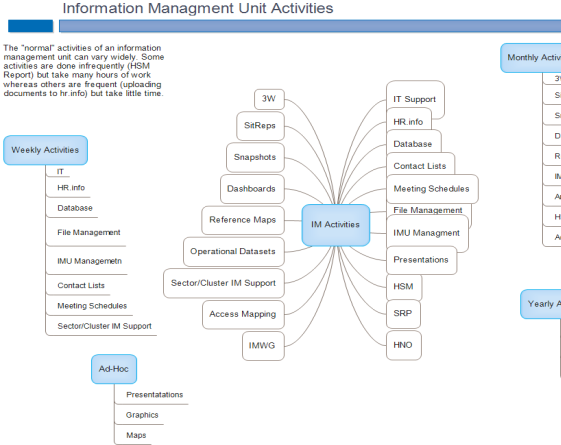 Information Managment Unit Activities
The "normal" activities of an information
management unit can vary widely. Some
activities are done infrequently (HSM
Report) but take many hours of work
whereas others are frequent (uploading
documents to hr.info) but take little time.
Weekly Activities
IT
HR.info
Database
File Management
IMU Managemetn
Contact Lists
Meeting Schedules
Sector/Cluster IM Support
Ad-Hoc
Presentatations
Graphics
Maps
3W
SitReps
Snapshots
Dashboards
Reference Maps
Operational Datasets
Sector/Cluster IM Support
Access Mapping
IMWG
IM Activities
IT Support
HR.info
Database
Contact Lists
Meeting Schedules
File Management
IMU Managment
Presentations
HSM
SRP
HNO
Monthly Activ
Yearly A